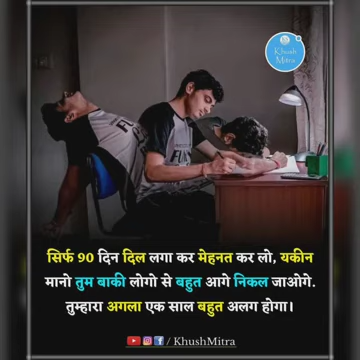 Khush
Mitra
सिर्फ 90 दिन दिल लगा कर मेहनत कर लो, यकीन
मानो तुम बाकी लोगो से बहुत आगे निकल जाओगे.
तुम्हारा अगला एक साल बहुत अलग होगा।
/ KhushMitra